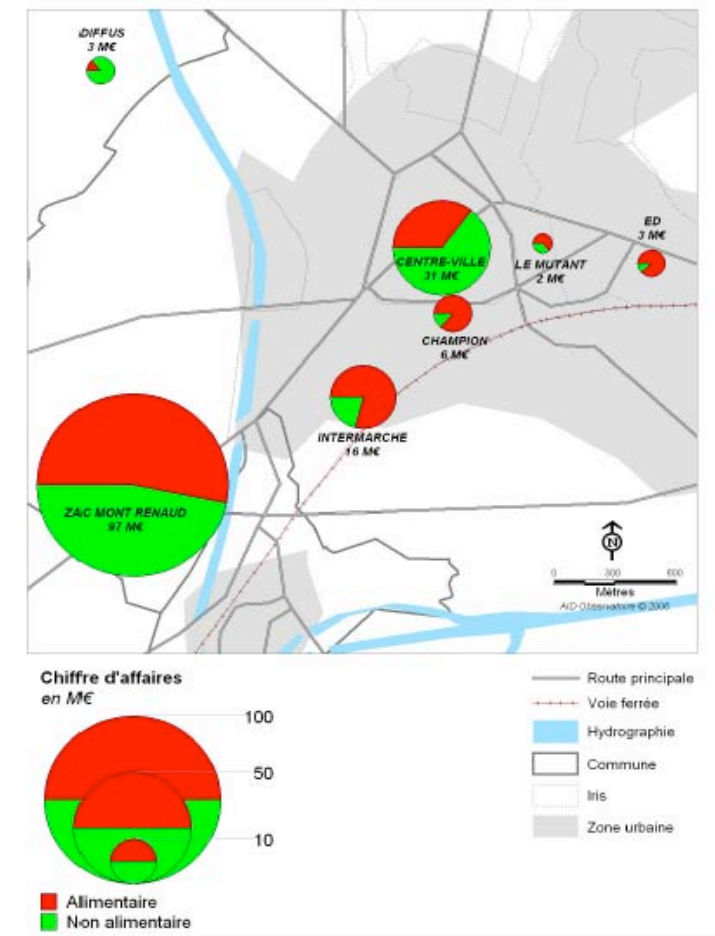 DIFFUS
3 M€
ED
3 M€
CENTRE-VILLE
31 M€
LE MUTANT
2 M€
CHAMPION
6 M€
INTERMARCHE
16 M€
ZAC MONT RENAUD
97 M€
N
0 300 600
Mètres
AID Observatoire © 2006
Chiffre d'affaires
en M€
100
50
10
Alimentaire
Non alimentaire
Route principale
Voie ferrée
Hydrographie
Commune
Iris
Zone urbaine